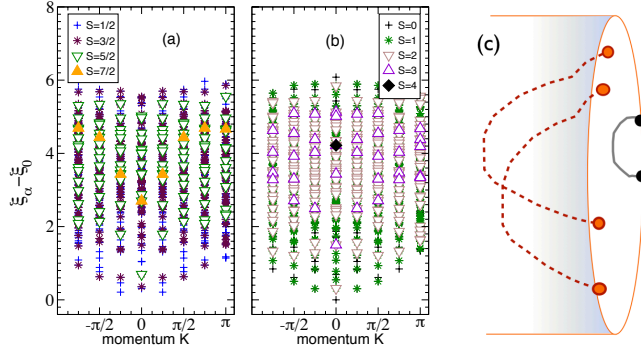 (a)
S=1/2
S=3/2
S=5/2
S=7/2
(b)
S=0
S=1
S=2
S=3
S=4
(c)
8
6
4
2
0
ξα−ξ0
-π/2 0 π/2 π
momentum K
-π/2 0 π/2 π
momentum K